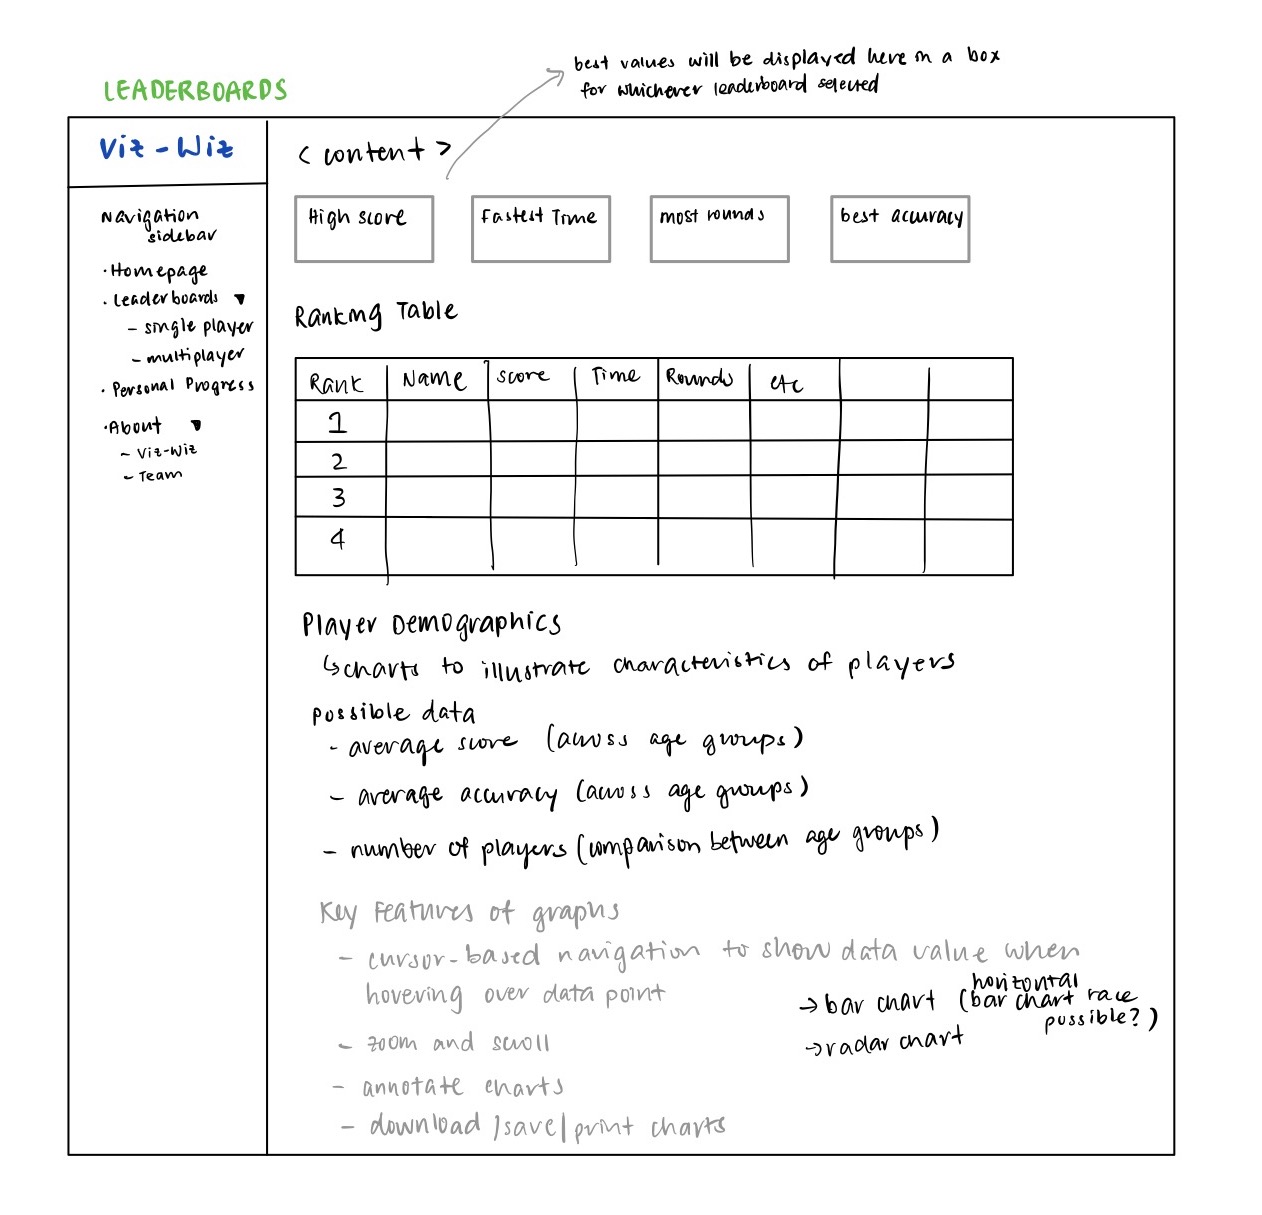 best values will be displayed here in a box
for whichever leaderboard selected
LEADERBOARDS
Viz-Wiz
Navigation
sidebar
· Homepage
· Leaderboards ▼
- single player
- multiplayer
· Personal Progress
· About ▼
- Viz-Wiz
- Team
< content >
High score
Fastest Time
most rounds
best accuracy
Ranking Table
Rank Name score Time Rounds etc
1
2
3
4
Player Demographics
↳ charts to illustrate characteristics of players
possible data
- average score (across age groups)
- average accuracy (across age groups)
- number of players (comparison between age groups)
Key Features of graphs
- cursor-based navigation to show data value when
hovering over data point
- zoom and scroll
- annotate charts
- download /save/ print charts
horizontal
→ bar chart (bar chart race
possible?)
→ radar chart